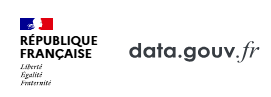 RÉPUBLIQUE
FRANÇAISE
Liberté
Égalité
Fraternité
data.gouv.fr